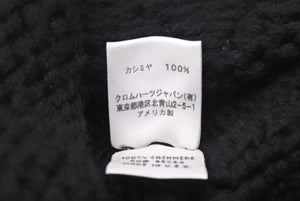 カシミヤ 100%
クロムハーツジャパン(有)
東京都港区北青山2-5-1
アメリカ製
100% CASHMERE
MADE IN U.S.A.